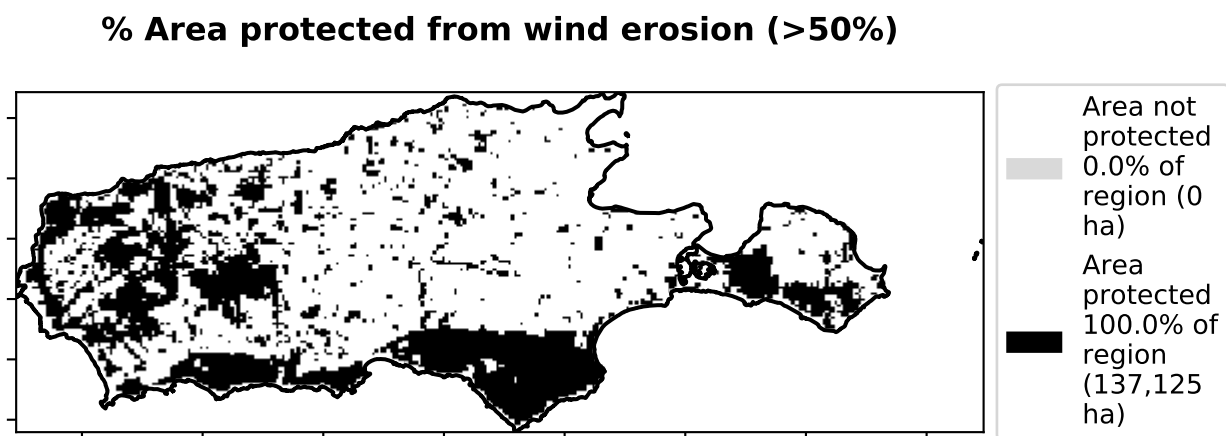 % Area protected from wind erosion (>50%)
Area not
protected
0.0% of
region (0
ha)
Area
protected
100.0% of
region
(137,125
ha)